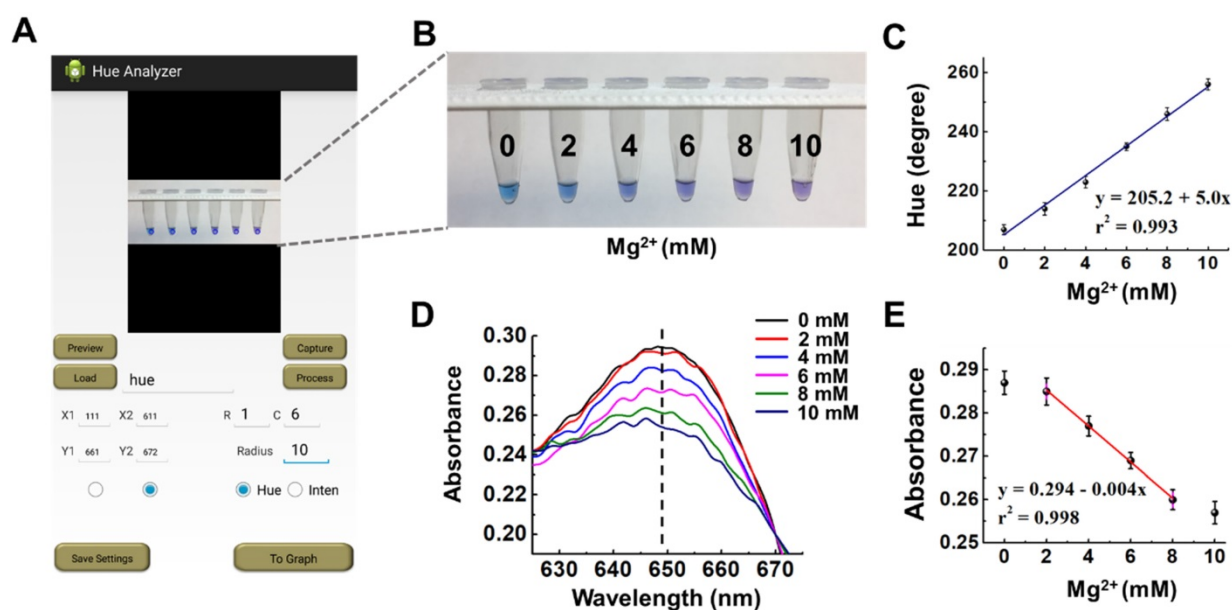 A
Hue Analyzer
Preview
Capture
Load
hue
Process
X1 111 X2 611 R 1 C 6
Y1 661 Y2 672 Radius 10
Hue Inten
Save Settings
To Graph
B
0 2 4 6 8 10
Mg²⁺ (mM)
C
Hue (degree)
260
240
220
200
y = 205.2 + 5.0x
r² = 0.993
0 2 4 6 8 10
Mg²⁺ (mM)
D
Absorbance
0.30
0.28
0.26
0.24
0.22
0.20
0 mM
2 mM
4 mM
6 mM
8 mM
10 mM
630 640 650 660 670
Wavelength (nm)
E
Absorbance
0.29
0.28
0.27
0.26
0.25
y = 0.294 - 0.004x
r² = 0.998
0 2 4 6 8 10
Mg²⁺ (mM)